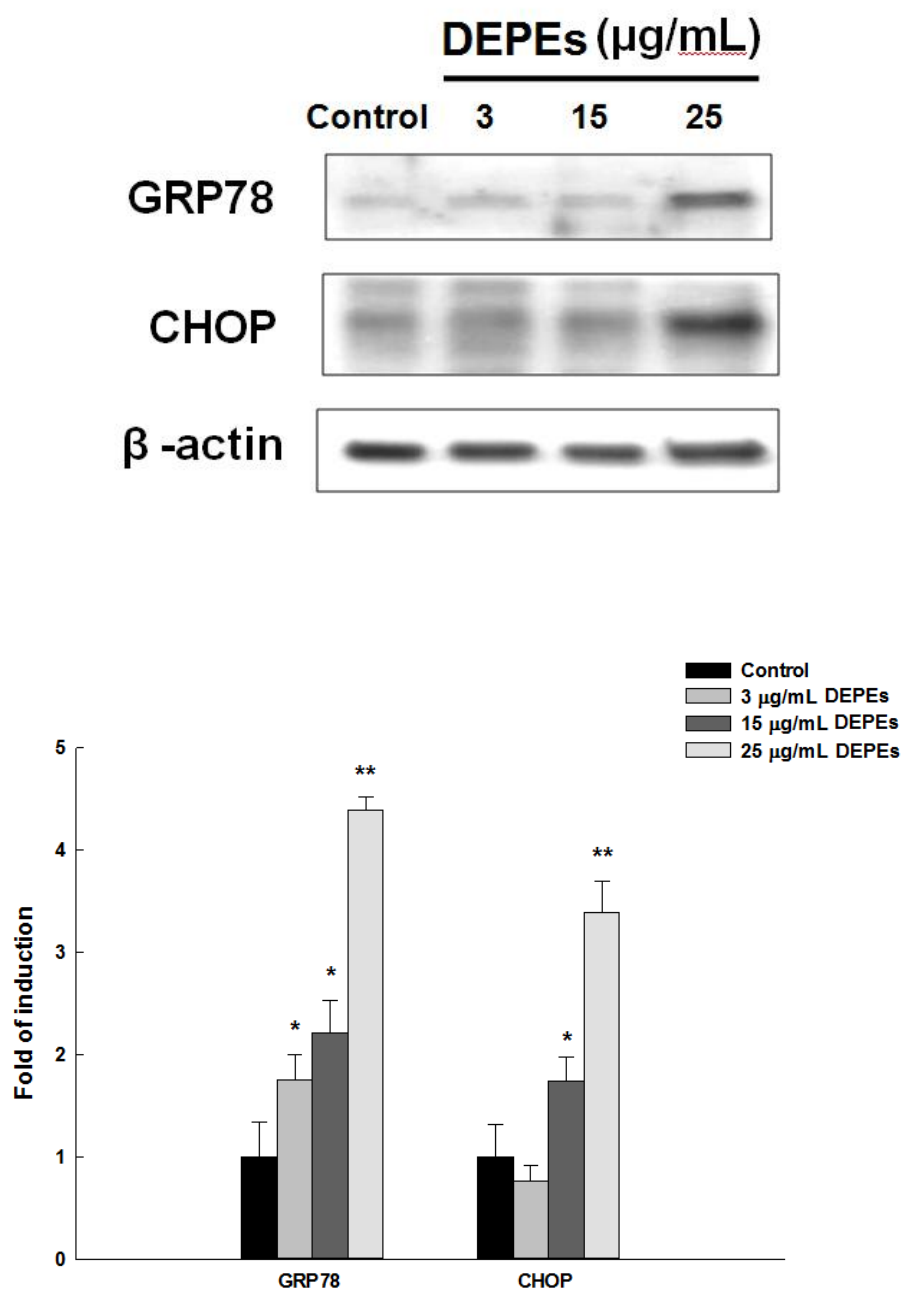 DEPEs (µg/mL)
Control 3 15 25
GRP78
CHOP
β-actin
Control
3 µg/mL DEPEs
15 µg/mL DEPEs
25 µg/mL DEPEs
5
**
4
**
3
Fold of induction
*
*
*
2
1
0
GRP78 CHOP